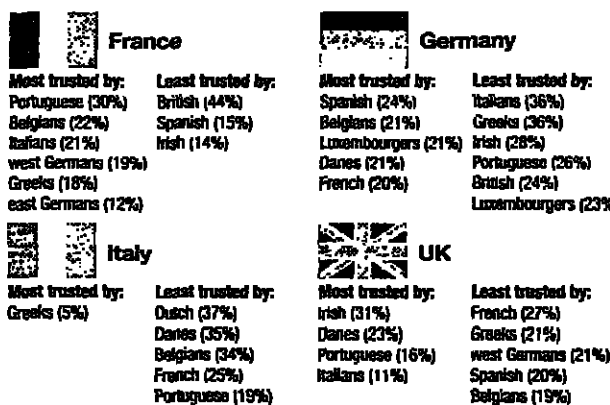 France
Most trusted by:
Portuguese (30%)
Belgians (22%)
Italians (21%)
west Germans (19%)
Greeks (18%)
east Germans (12%)
Least trusted by:
British (44%)
Spanish (15%)
Irish (14%)
Germany
Most trusted by:
Spanish (24%)
Belgians (21%)
Luxembourgers (21%)
Danes (21%)
French (20%)
Least trusted by:
Italians (36%)
Greeks (36%)
Irish (28%)
Portuguese (26%)
British (24%)
Luxembourgers (23%
Italy
Most trusted by:
Greeks (5%)
Least trusted by:
Dutch (37%)
Danes (35%)
Belgians (34%)
French (25%)
Portuguese (19%)
UK
Most trusted by:
Irish (31%)
Danes (23%)
Portuguese (16%)
Italians (11%)
Least trusted by:
French (27%)
Greeks (21%)
west Germans (21%)
Spanish (20%)
Belgians (19%)